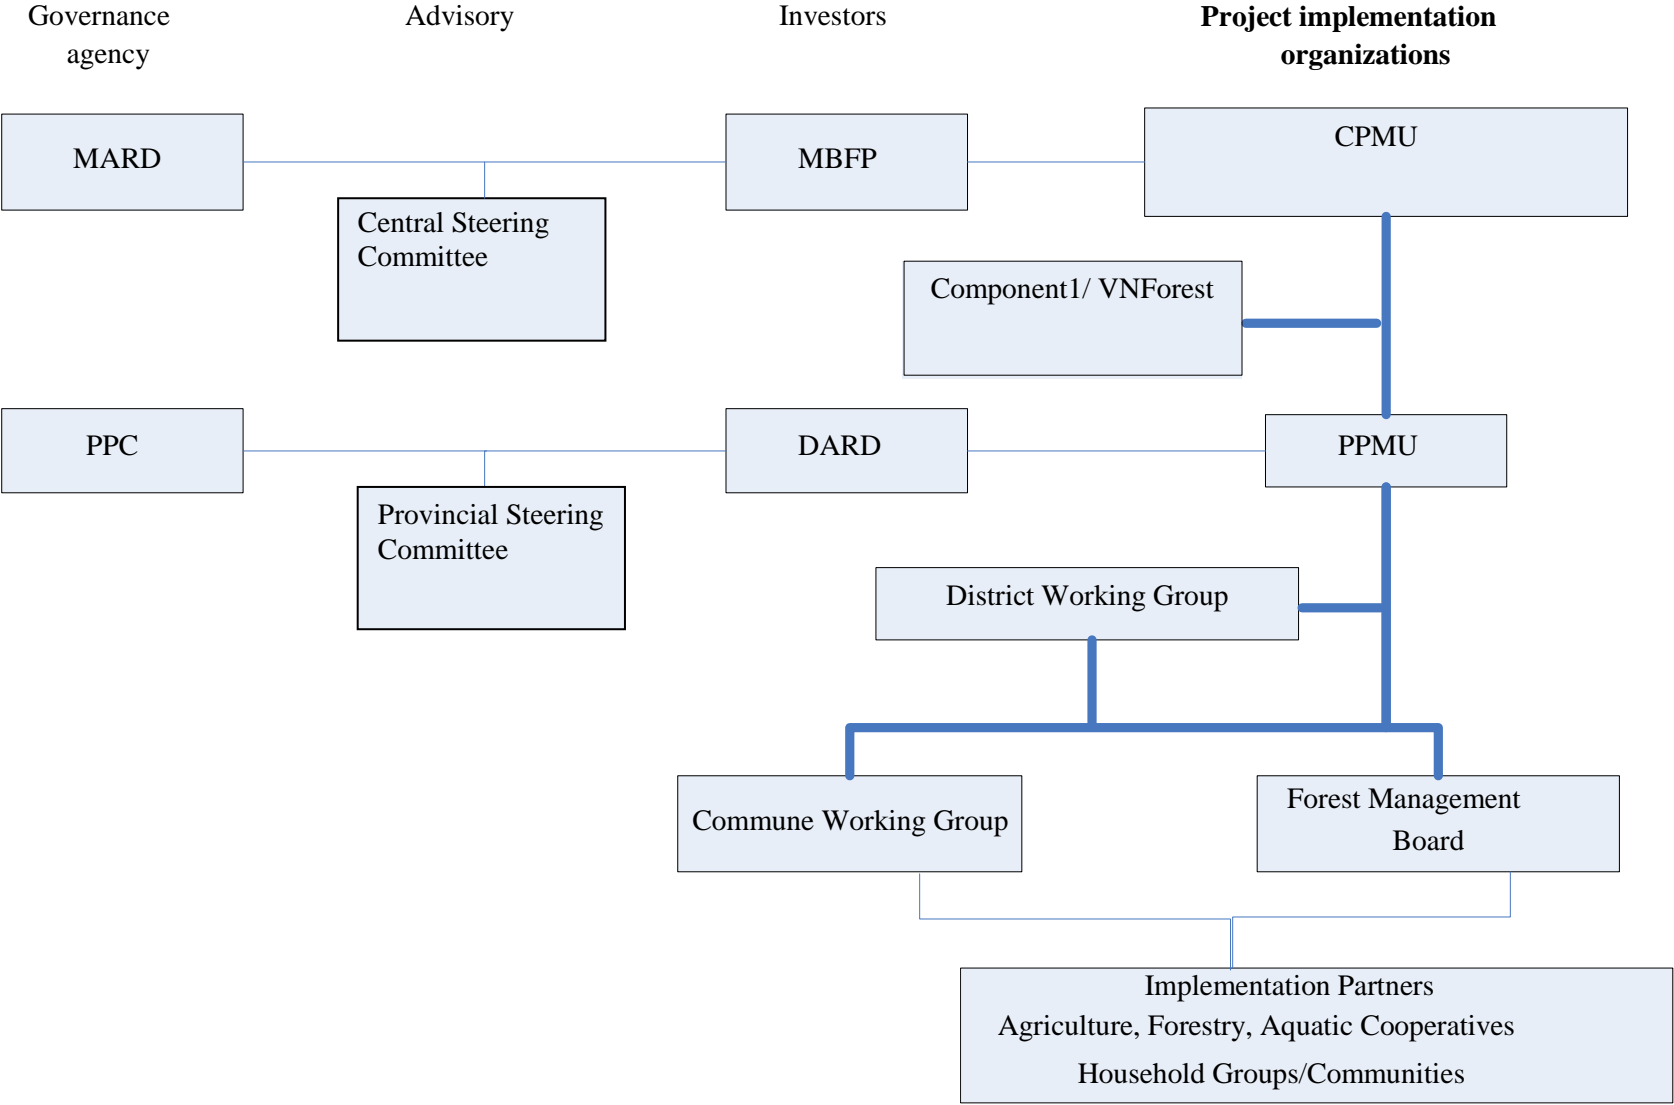 Governance
agency
Advisory
Investors
Project implementation
organizations
MARD
MBFP
CPMU
Central Steering
Committee
Component1/ VNForest
PPC
DARD
PPMU
Provincial Steering
Committee
District Working Group
Commune Working Group
Forest Management
Board
Implementation Partners
Agriculture, Forestry, Aquatic Cooperatives
Household Groups/Communities